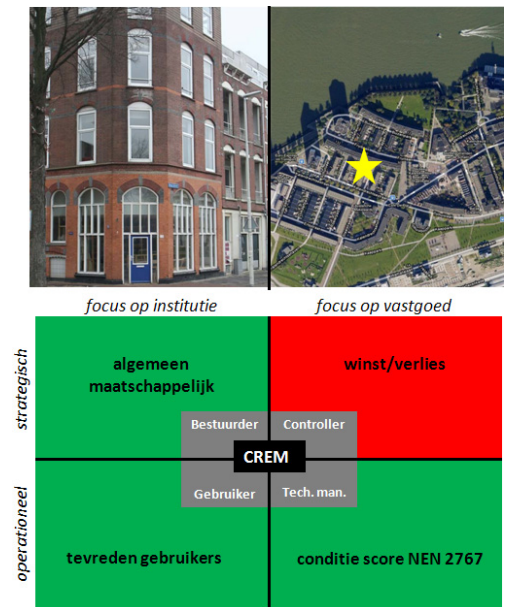 focus op institutie
focus op vastgoed
strategisch
algemeen
maatschappelijk
winst/verlies
Bestuurder
Controller
CREM
Gebruiker
Tech. man.
operationeel
tevreden gebruikers
conditie score NEN 2767